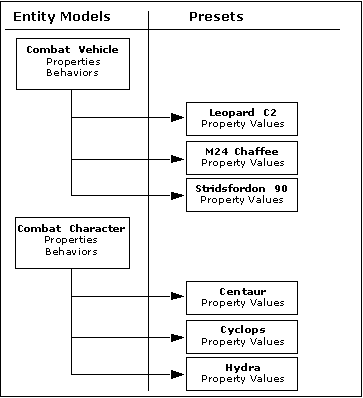 Entity Models
Presets
Combat Vehicle
Properties
Behaviors
Leopard C2
Property Values
M24 Chaffee
Property Values
Stridsfordon 90
Property Values
Combat Character
Properties
Behaviors
Centaur
Property Values
Cyclops
Property Values
Hydra
Property Values